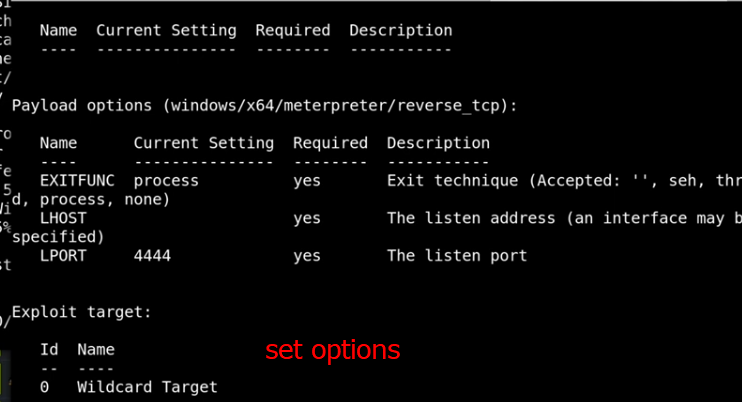 Name Current Setting Required Description
---- --------------- -------- -----------
Payload options (windows/x64/meterpreter/reverse_tcp):
Name Current Setting Required Description
---- --------------- -------- -----------
EXITFUNC process yes Exit technique (Accepted: '', seh, thr
d, process, none)
LHOST yes The listen address (an interface may b
specified)
LPORT 4444 yes The listen port
Exploit target:
set options
Id Name
-- ----
0 Wildcard Target